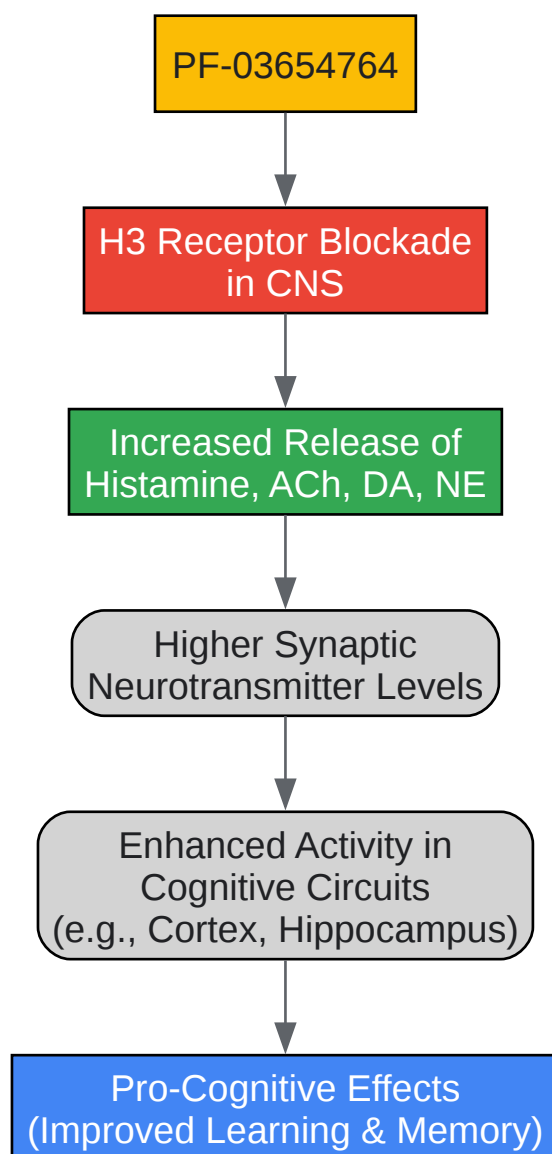 PF-03654764
H3 Receptor Blockade
in CNS
Increased Release of
Histamine, ACh, DA, NE
Higher Synaptic
Neurotransmitter Levels
Enhanced Activity in
Cognitive Circuits
(e.g., Cortex, Hippocampus)
Pro-Cognitive Effects
(Improved Learning & Memory)